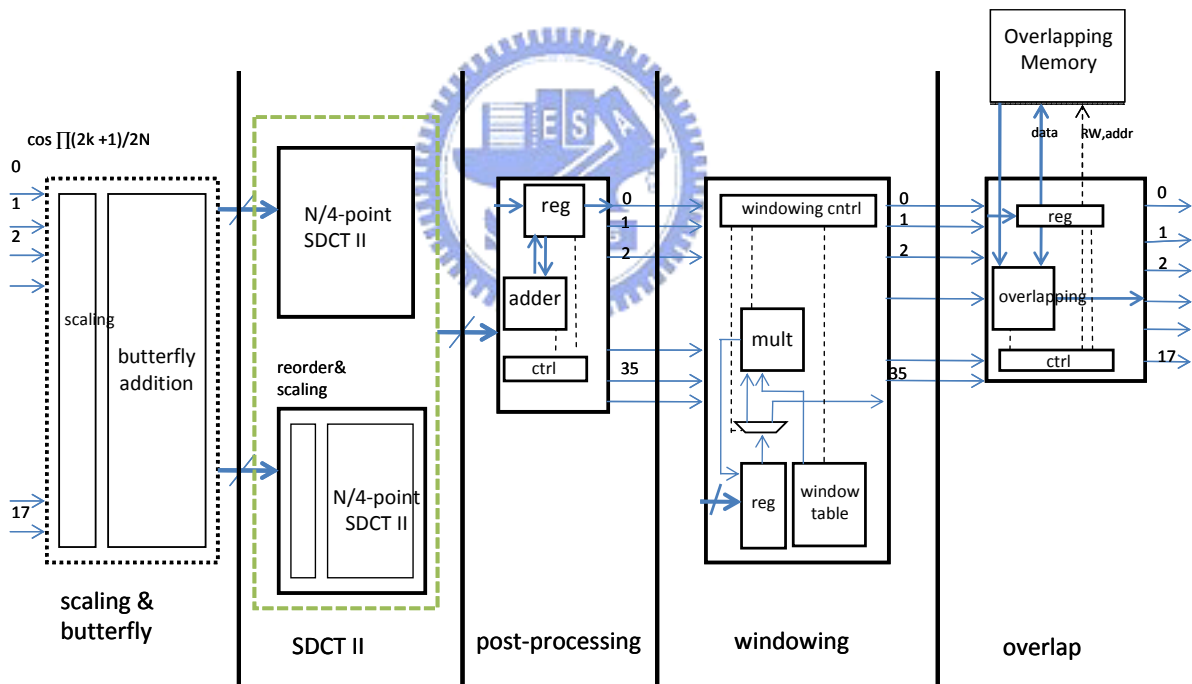 Overlapping
Memory
data
RW,addr
cos ∏(2k +1)/2N
0
1
2
17
scaling
butterfly
addition
N/4-point
SDCT II
reorder&
scaling
N/4-point
SDCT II
reg
adder
ctrl
0
1
2
35
windowing cntrl
mult
reg
window
table
0
1
2
35
reg
overlapping
ctrl
0
1
2
17
scaling &
butterfly
SDCT II
post-processing
windowing
overlap
E S A